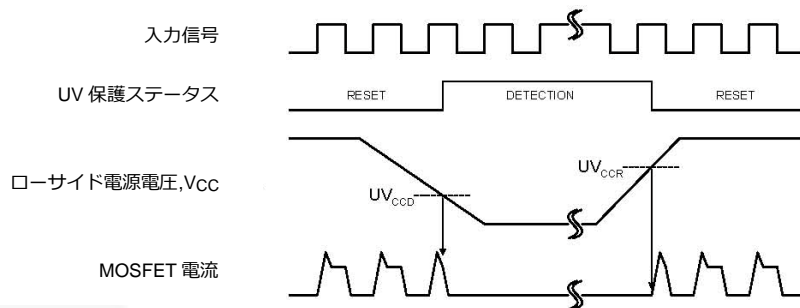 入力信号
UV 保護ステータス
RESET
DETECTION
RESET
ローサイド電源電圧,VCC
UVCCD
UVCCR
MOSFET 電流